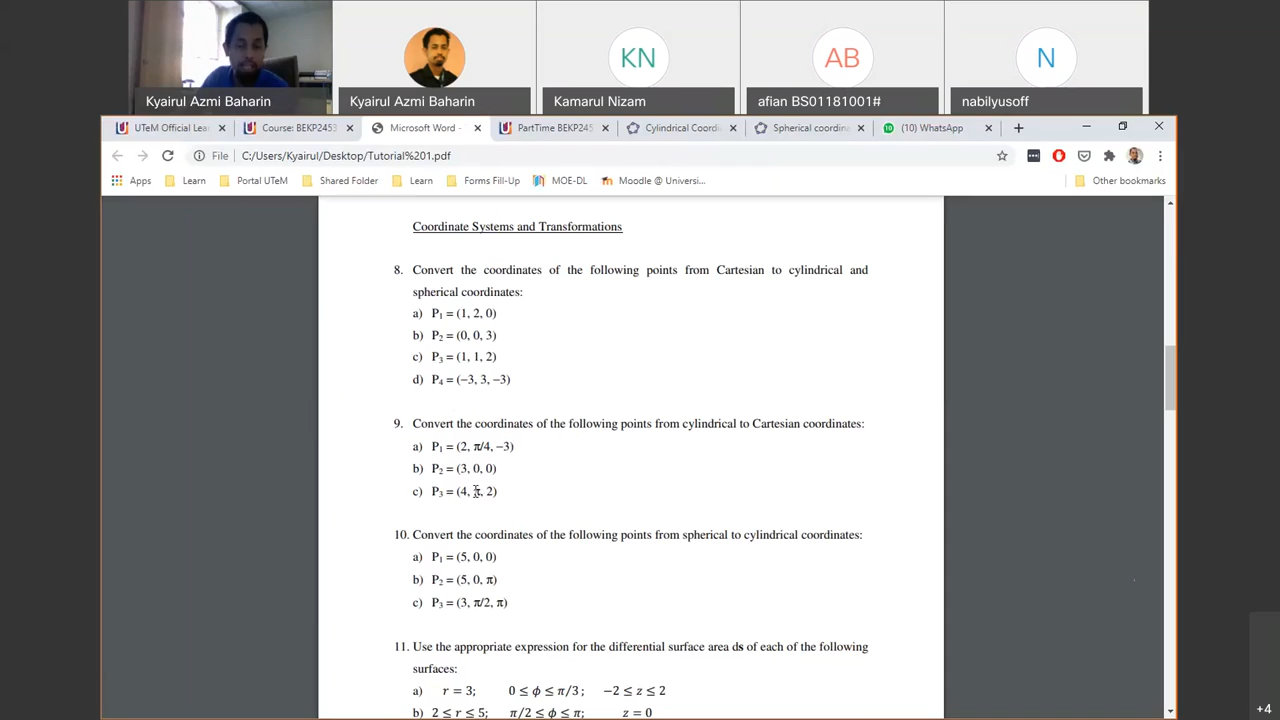 Kyairul Azmi Baharin
Kyairul Azmi Baharin
KN
Kamarul Nizam
AB
afian BS01181001#
N
nabilyusoff
UTeM Official Lea
Course: BEKP2453
Microsoft Word -
PartTime BEKP245
Cylindrical Coordi
Spherical coordina
(10) WhatsApp
File
C:/Users/Kyairul/Desktop/Tutorial%201.pdf
Apps
Learn
Portal UTeM
Shared Folder
Learn
Forms Fill-Up
MOE-DL
Moodle @ Universi...
Other bookmarks
Coordinate Systems and Transformations
8. Convert the coordinates of the following points from Cartesian to cylindrical and
spherical coordinates:
a) P₁ = (1, 2, 0)
b) P₂ = (0, 0, 3)
c) P₃ = (1, 1, 2)
d) P₄ = (−3, 3, −3)
9. Convert the coordinates of the following points from cylindrical to Cartesian coordinates:
a) P₁ = (2, π/4, −3)
b) P₂ = (3, 0, 0)
c) P₃ = (4, π, 2)
10. Convert the coordinates of the following points from spherical to cylindrical coordinates:
a) P₁ = (5, 0, 0)
b) P₂ = (5, 0, π)
c) P₃ = (3, π/2, π)
11. Use the appropriate expression for the differential surface area ds of each of the following
surfaces:
a) r = 3; 0 ≤ ϕ ≤ π/3; −2 ≤ z ≤ 2
b) 2 ≤ r ≤ 5; π/2 ≤ ϕ ≤ π; z = 0
+4